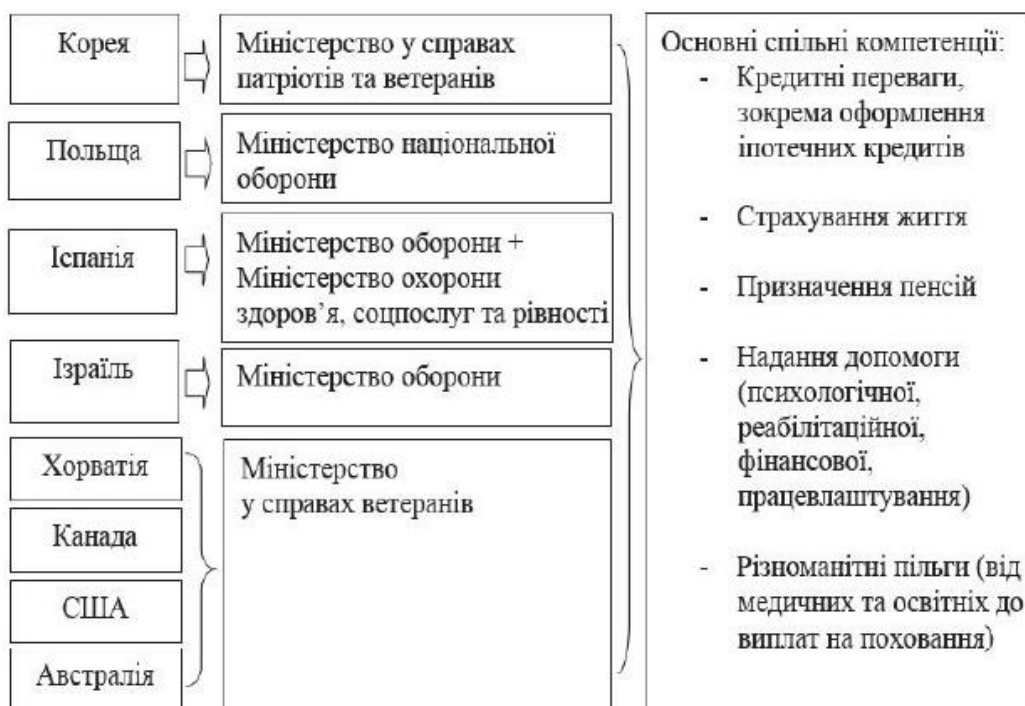 Корея
Міністерство у справах
патріотів та ветеранів
Польща
Міністерство національної
оборони
Іспанія
Міністерство оборони +
Міністерство охорони
здоров’я, соцпослуг та рівності
Ізраїль
Міністерство оборони
Хорватія
Канада
США
Австралія
Міністерство
у справах ветеранів
Основні спільні компетенції:
- Кредитні переваги,
зокрема оформлення
іпотечних кредитів
- Страхування життя
- Призначення пенсій
- Надання допомоги
(психологічної,
реабілітаційної,
фінансової,
працевлаштування)
- Різноманітні пільги (від
медичних та освітніх до
виплат на поховання)